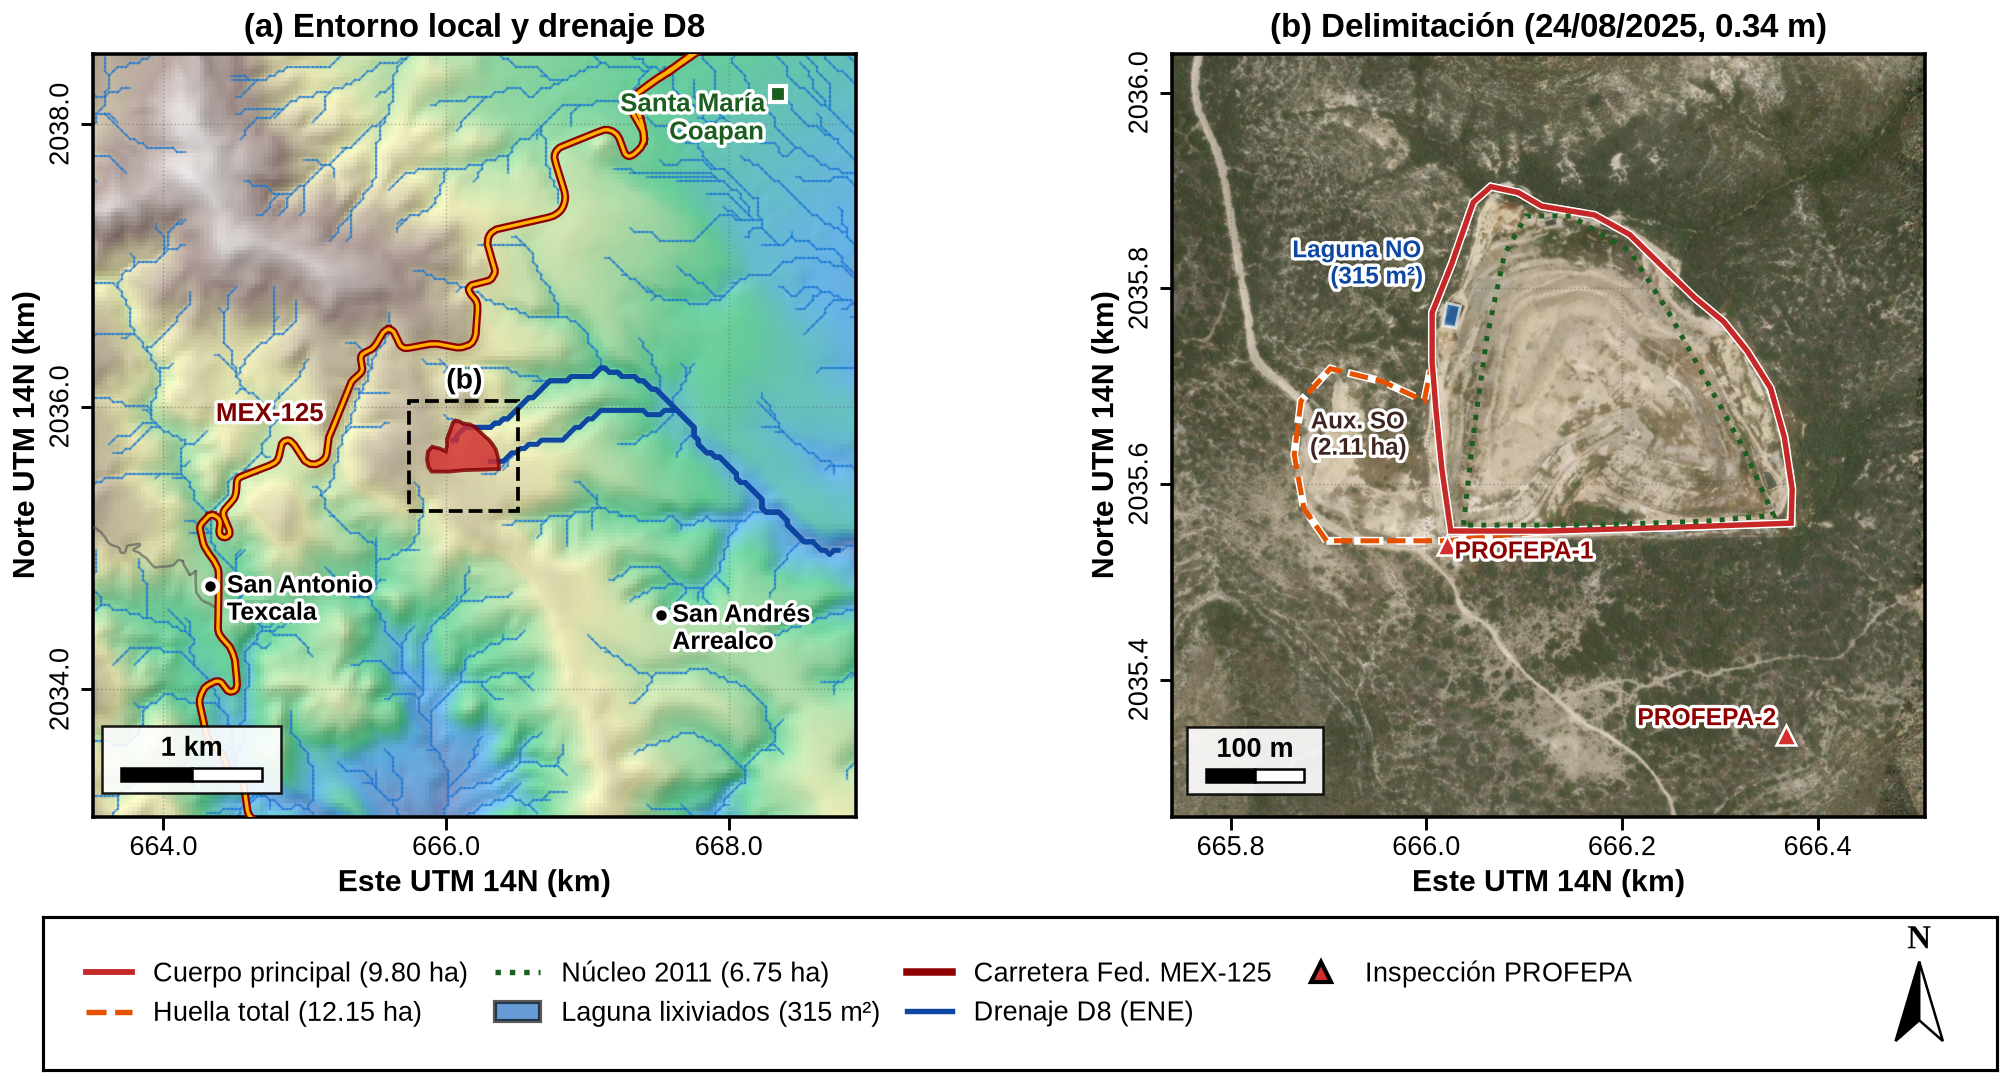 (a) Entorno local y drenaje D8
Norte UTM 14N (km)
2038.0
2036.0
2034.0
Santa María
Coapan
(b)
MEX-125
San Antonio
Texcala
San Andrés
Arrealco
1 km
664.0
666.0
668.0
Este UTM 14N (km)
(b) Delimitación (24/08/2025, 0.34 m)
Norte UTM 14N (km)
2036.0
2035.8
2035.6
2035.4
Laguna NO
(315 m²)
Aux. SO
(2.11 ha)
PROFEPA-1
PROFEPA-2
100 m
665.8
666.0
666.2
666.4
Este UTM 14N (km)
Cuerpo principal (9.80 ha)
Huella total (12.15 ha)
Núcleo 2011 (6.75 ha)
Laguna lixiviados (315 m²)
Carretera Fed. MEX-125
Drenaje D8 (ENE)
Inspección PROFEPA
N